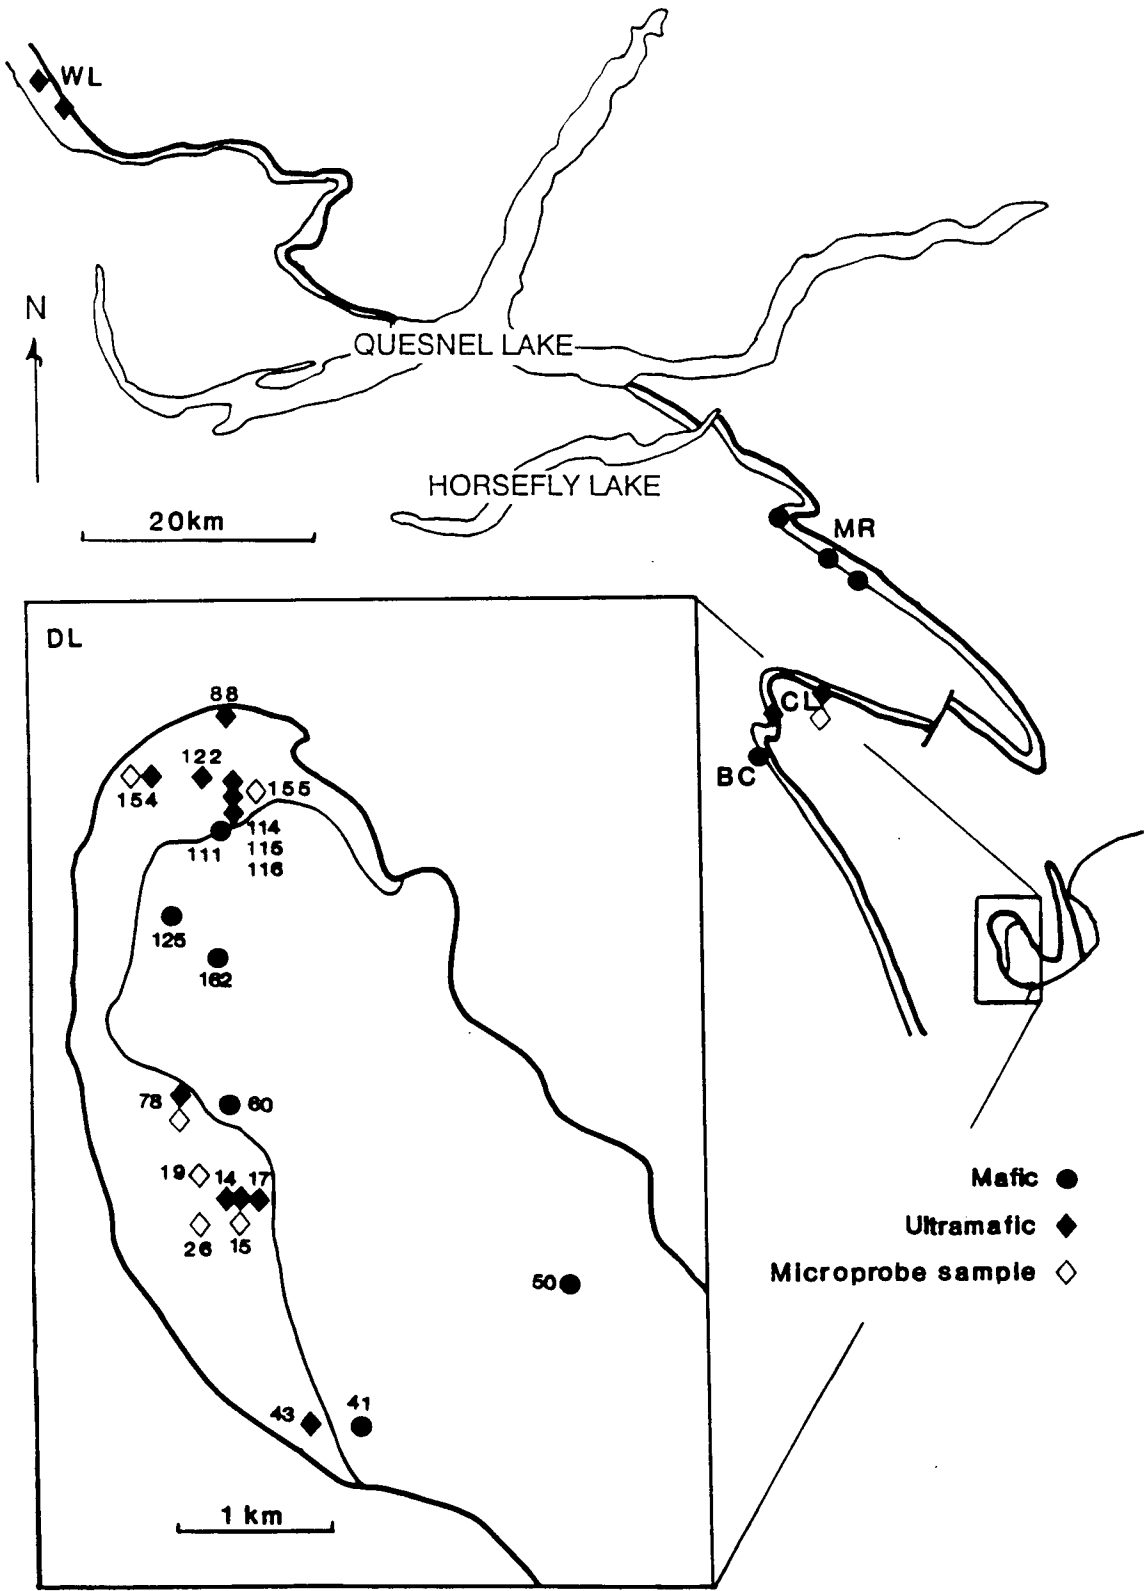 WL
N
QUESNEL LAKE
HORSEFLY LAKE
20km
MR
DL
CL
BC
88
122
154
155
111
114
115
116
125
162
78
60
19
14
17
26
15
50
43
41
1 km
Mafic
Ultramafic
Microprobe sample